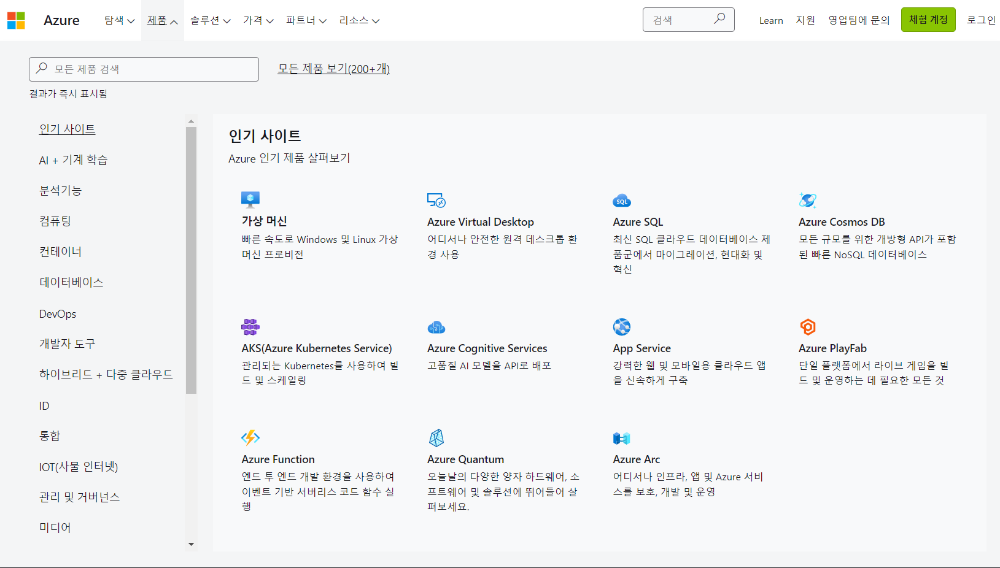 Azure 탐색 제품 솔루션 가격 파트너 리소스 검색 Learn 지원 영업팀에 문의 체험 계정 로그인
모든 제품 검색 모든 제품 보기(200+개)
결과가 즉시 표시됨
인기 사이트
AI + 기계 학습
분석기능
컴퓨팅
컨테이너
데이터베이스
DevOps
개발자 도구
하이브리드 + 다중 클라우드
ID
통합
IOT(사물 인터넷)
관리 및 거버넌스
미디어
인기 사이트
Azure 인기 제품 살펴보기
가상 머신
빠른 속도로 Windows 및 Linux 가상
머신 프로비전
Azure Virtual Desktop
어디서나 안전한 원격 데스크톱 환
경 사용
SQL
Azure SQL
최신 SQL 클라우드 데이터베이스 제
품군에서 마이그레이션, 현대화 및
혁신
Azure Cosmos DB
모든 규모를 위한 개방형 API가 포함
된 빠른 NoSQL 데이터베이스
AKS(Azure Kubernetes Service)
관리되는 Kubernetes를 사용하여 빌
드 및 스케일링
Azure Cognitive Services
고품질 AI 모델을 API로 배포
App Service
강력한 웹 및 모바일용 클라우드 앱
을 신속하게 구축
Azure PlayFab
단일 플랫폼에서 라이브 게임을 빌
드 및 운영하는 데 필요한 모든 것
Azure Function
엔드 투 엔드 개발 환경을 사용하여
이벤트 기반 서버리스 코드 함수 실
행
Azure Quantum
오늘날의 다양한 양자 하드웨어, 소
프트웨어 및 솔루션에 뛰어들어 살
펴보세요.
Azure Arc
어디서나 인프라, 앱 및 Azure 서비
스를 보호, 개발 및 운영